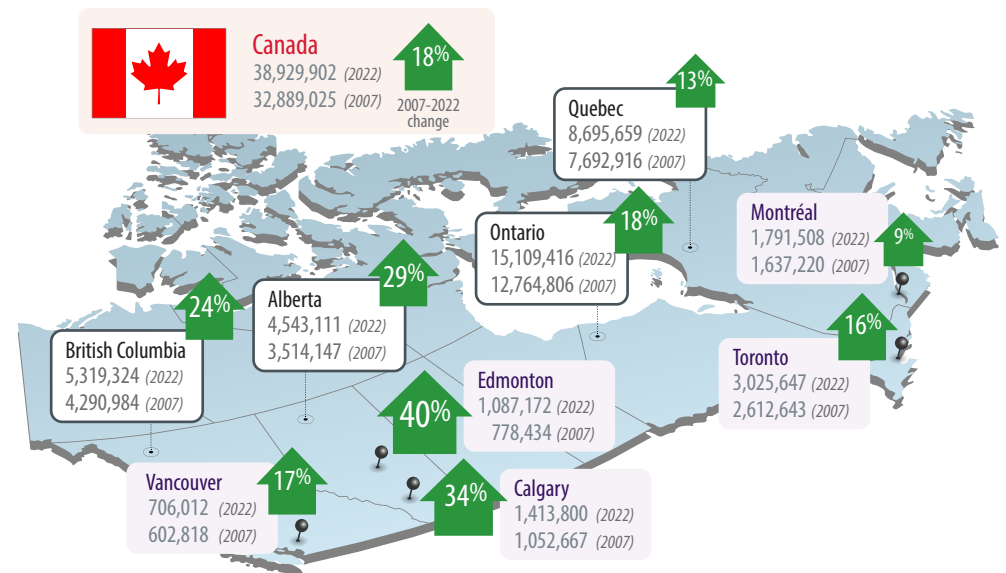 Canada
38,929,902 (2022)
32,889,025 (2007)
18%
2007-2022
change
13%
Quebec
8,695,659 (2022)
7,692,916 (2007)
18%
Ontario
15,109,416 (2022)
12,764,806 (2007)
Montréal
1,791,508 (2022)
1,637,220 (2007)
9%
29%
Alberta
4,543,111 (2022)
3,514,147 (2007)
24%
British Columbia
5,319,324 (2022)
4,290,984 (2007)
16%
Toronto
3,025,647 (2022)
2,612,643 (2007)
40%
Edmonton
1,087,172 (2022)
778,434 (2007)
Vancouver
706,012 (2022)
602,818 (2007)
17%
34%
Calgary
1,413,800 (2022)
1,052,667 (2007)